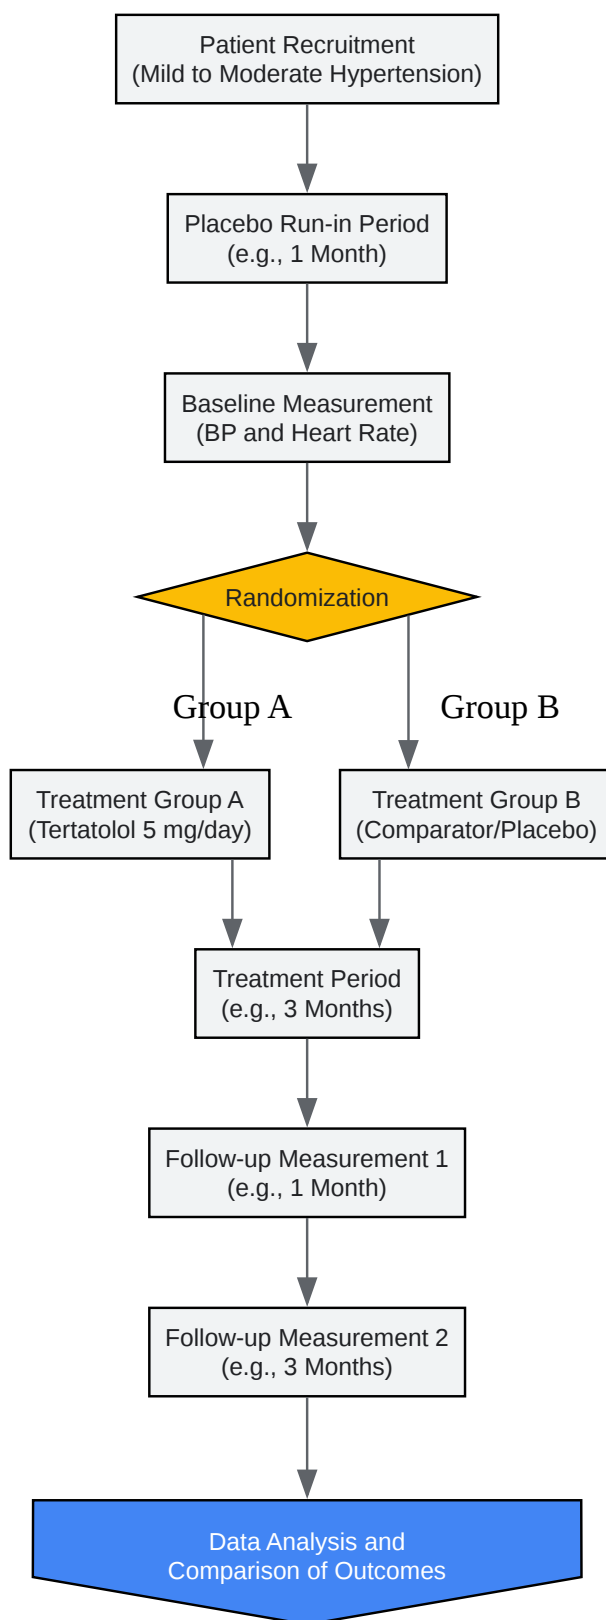 Patient Recruitment
(Mild to Moderate Hypertension)
Placebo Run-in Period
(e.g., 1 Month)
Baseline Measurement
(BP and Heart Rate)
Randomization
Group A
Group B
Treatment Group A
(Tertatolol 5 mg/day)
Treatment Group B
(Comparator/Placebo)
Treatment Period
(e.g., 3 Months)
Follow-up Measurement 1
(e.g., 1 Month)
Follow-up Measurement 2
(e.g., 3 Months)
Data Analysis and
Comparison of Outcomes